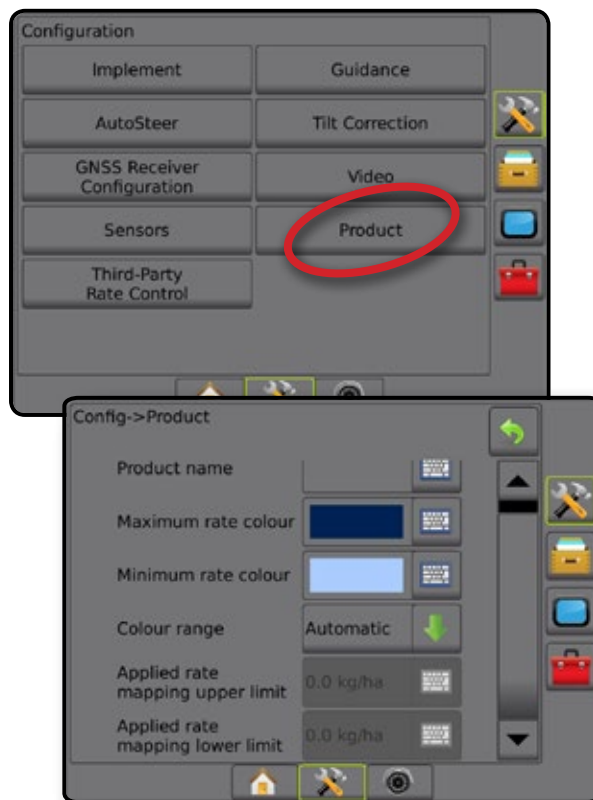 Configuration
Implement
Guidance
AutoSteer
Tilt Correction
GNSS Receiver
Configuration
Video
Sensors
Product
Third-Party
Rate Control
Config->Product
Product name
Maximum rate colour
Minimum rate colour
Colour range
Automatic
Applied rate
mapping upper limit
0.0 kg/ha
Applied rate
mapping lower limit
0.0 kg/ha